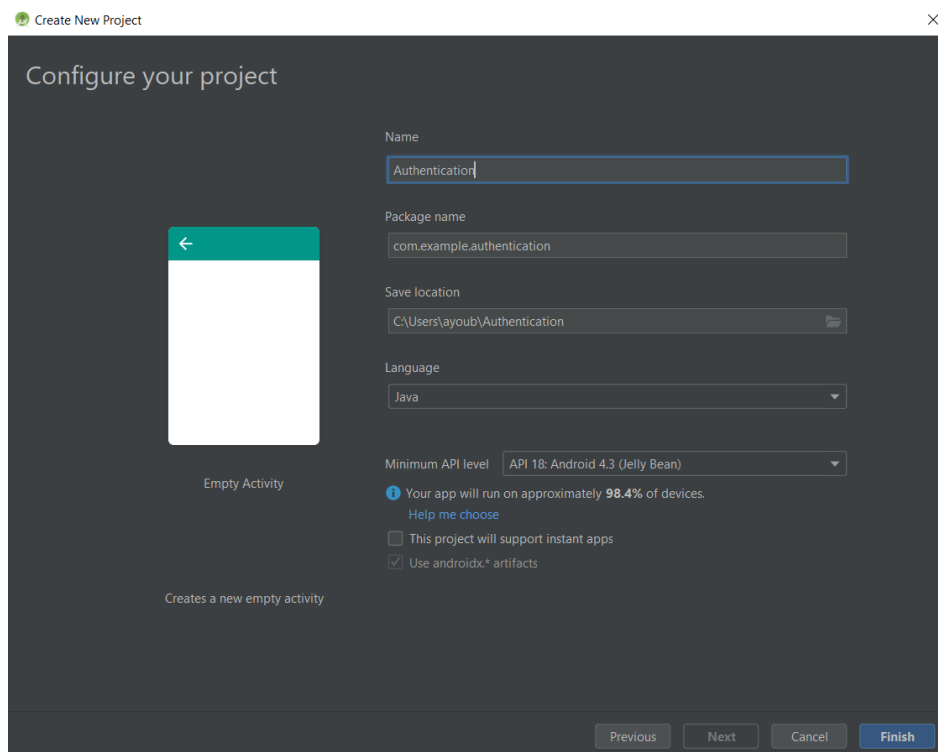 Create New Project
Configure your project
Name
Authentication
Package name
com.example.authentication
Save location
C:\Users\ayoub\Authentication
Language
Java
Minimum API level API 18: Android 4.3 (Jelly Bean)
Your app will run on approximately 98.4% of devices.
Help me choose
This project will support instant apps
Use androidx.* artifacts
Empty Activity
Creates a new empty activity
Previous Next Cancel Finish